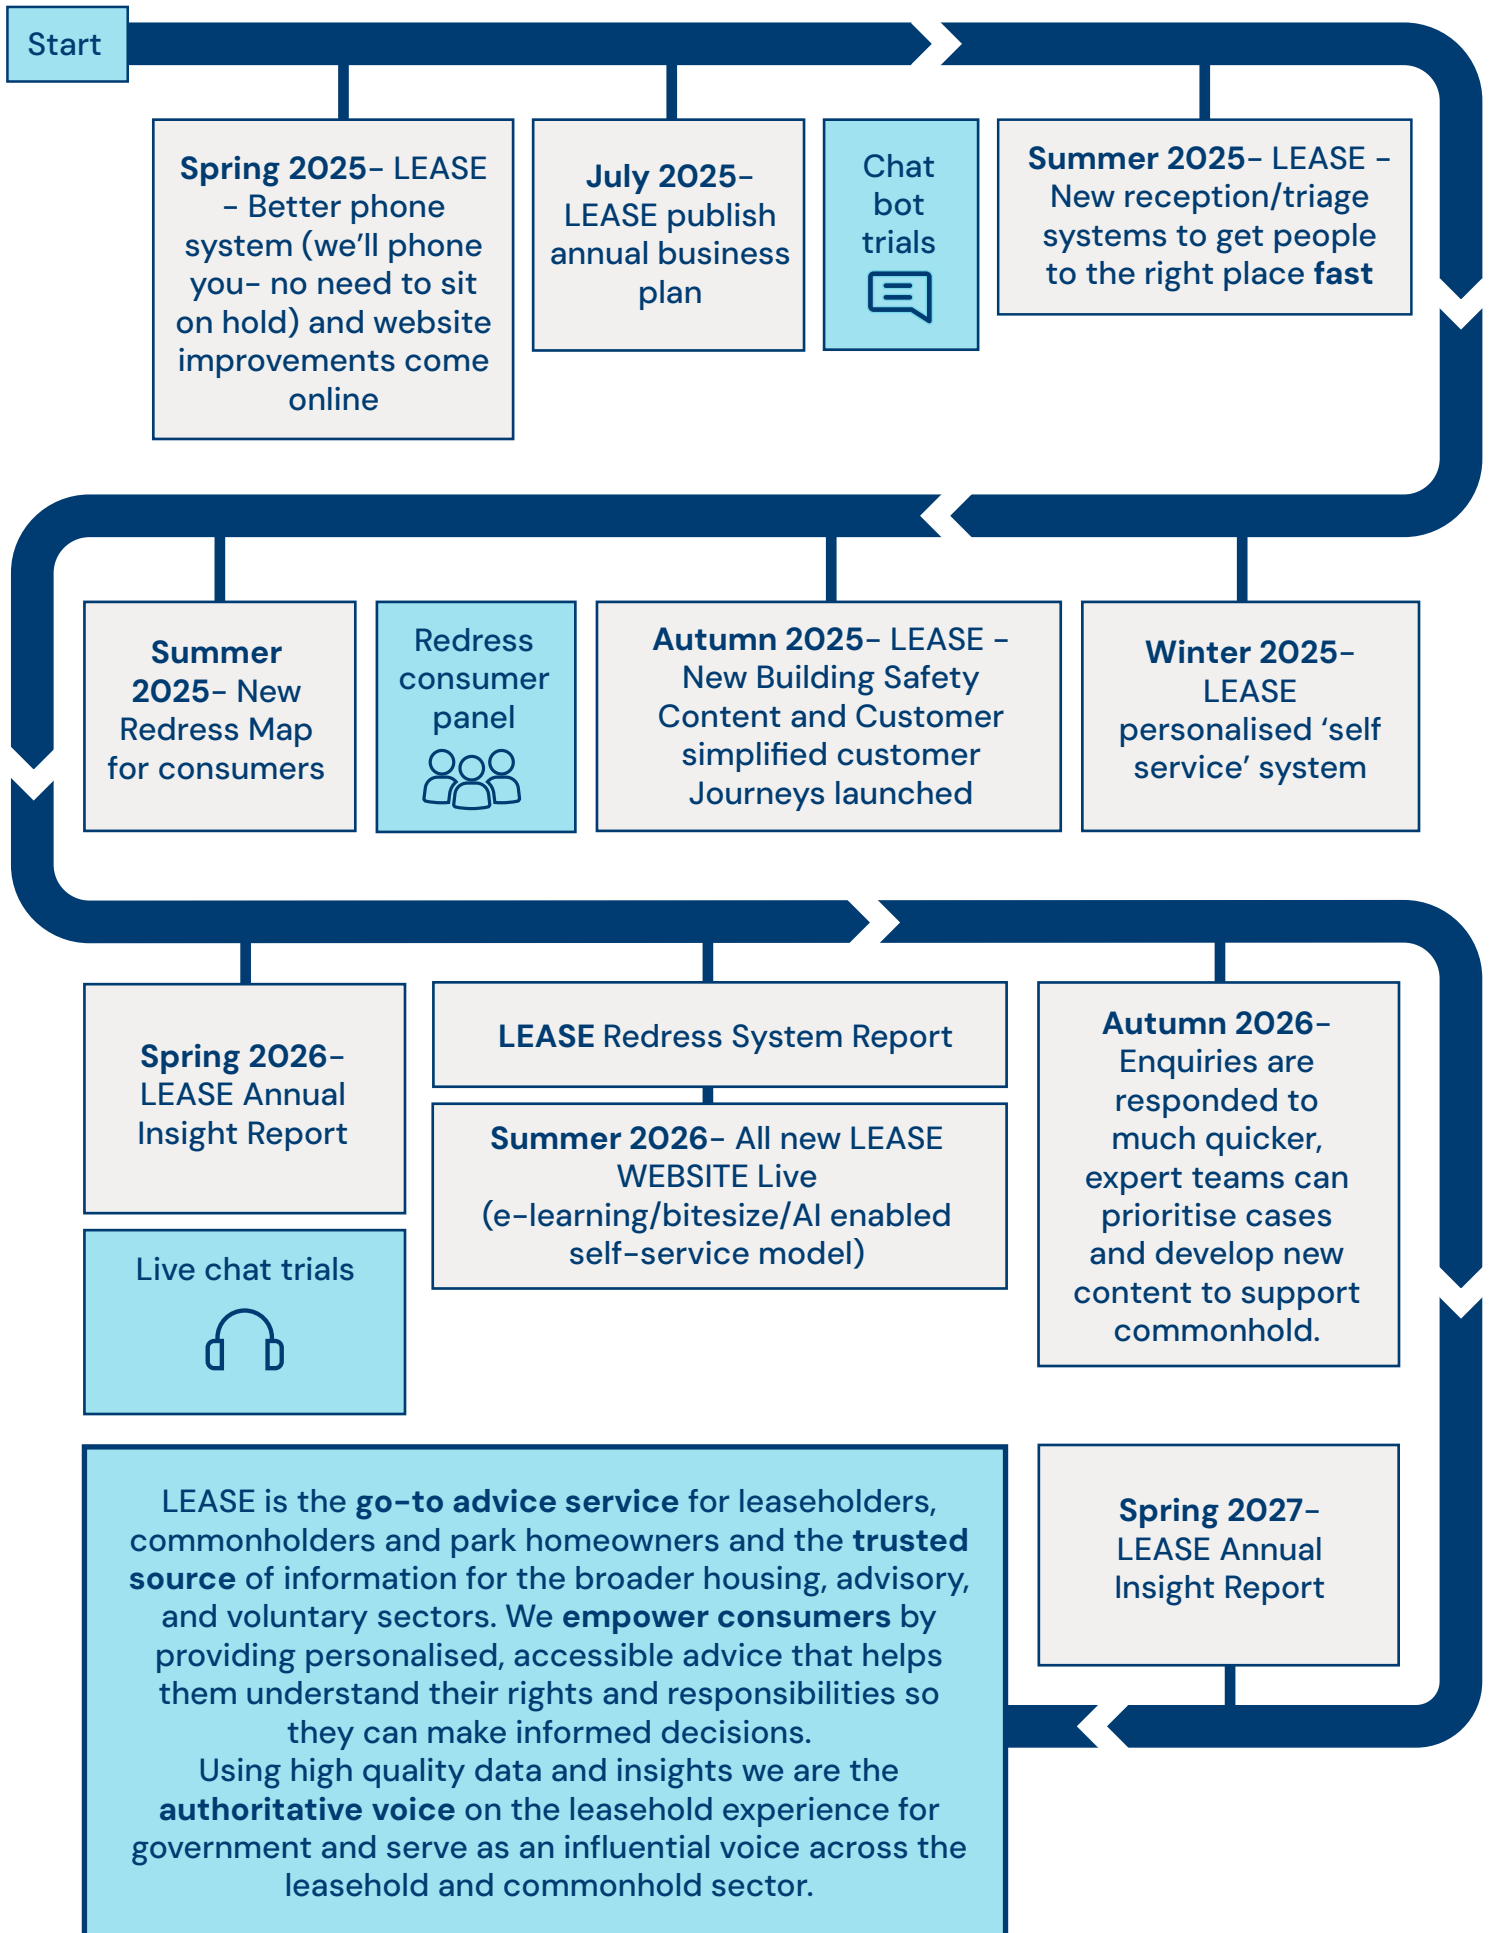 Start
Spring 2025- LEASE
- Better phone
system (we'll phone
you- no need to sit
on hold) and website
improvements come
online
July 2025-
LEASE publish
annual business
plan
Chat
bot
trials
Summer 2025- LEASE -
New reception/triage
systems to get people
to the right place fast
Summer
2025- New
Redress Map
for consumers
Redress
consumer
panel
Autumn 2025- LEASE -
New Building Safety
Content and Customer
simplified customer
Journeys launched
Winter 2025-
LEASE
personalised 'self
service' system
Spring 2026-
LEASE Annual
Insight Report
Live chat trials
LEASE Redress System Report
Summer 2026- All new LEASE
WEBSITE Live
(e-learning/bitesize/AI enabled
self-service model)
Autumn 2026-
Enquiries are
responded to
much quicker,
expert teams can
prioritise cases
and develop new
content to support
commonhold.
Spring 2027-
LEASE Annual
Insight Report
LEASE is the go-to advice service for leaseholders,
commonholders and park homeowners and the trusted
source of information for the broader housing, advisory,
and voluntary sectors. We empower consumers by
providing personalised, accessible advice that helps
them understand their rights and responsibilities so
they can make informed decisions.
Using high quality data and insights we are the
authoritative voice on the leasehold experience for
government and serve as an influential voice across the
leasehold and commonhold sector.